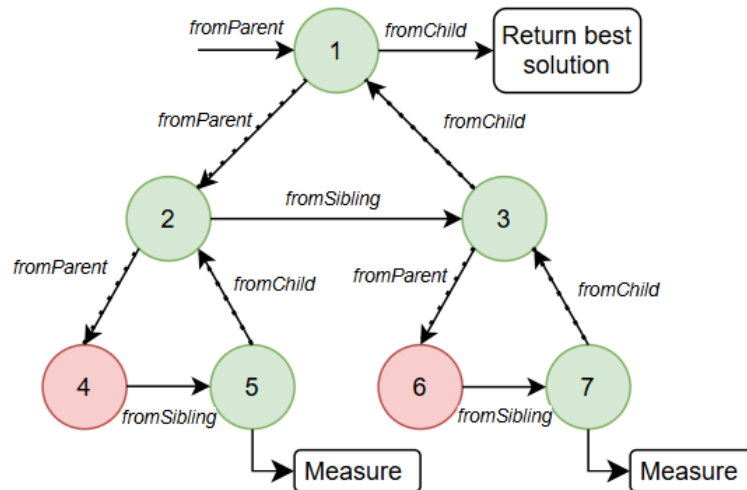 fromParent
1
fromChild
Return best
solution
fromParent
fromChild
2
fromSibling
3
fromParent
fromChild
fromParent
fromChild
4
fromSibling
5
6
fromSibling
7
Measure
Measure